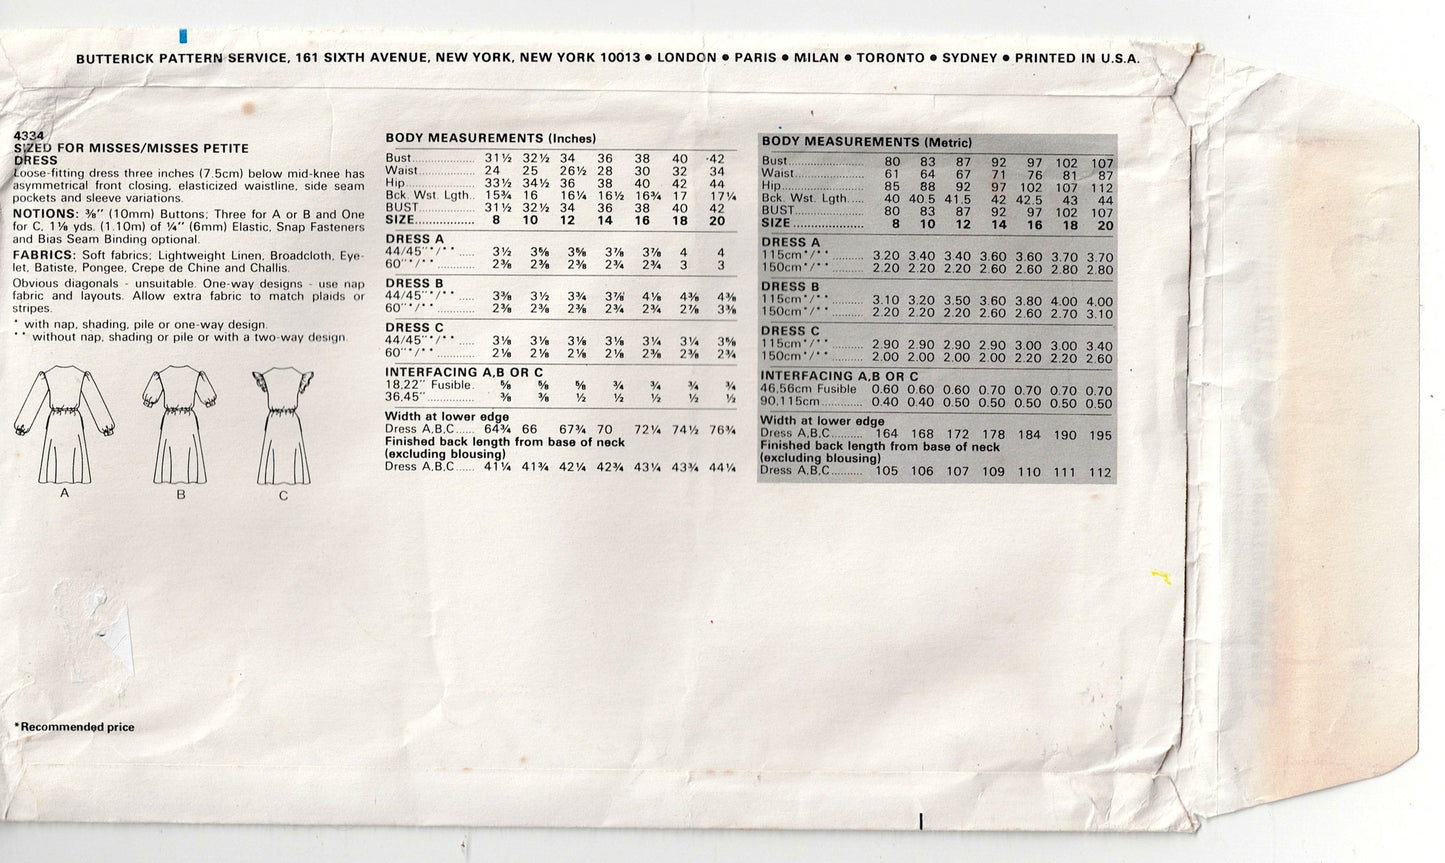 BUTTERICK PATTERN SERVICE, 161 SIXTH AVENUE, NEW YORK, NEW YORK 10013 ● LONDON ● PARIS ● MILAN ● TORONTO ● SYDNEY ● PRINTED IN U.S.A.
4334
SIZED FOR MISSES/MISSES PETITE
DRESS
Loose-fitting dress three inches (7.5cm) below mid-knee has
asymmetrical front closing, elasticized waistline, side seam
pockets and sleeve variations.
NOTIONS: ⅜" (10mm) Buttons; Three for A or B and One
for C, 1⅛ yds. (1.10m) of ¼" (6mm) Elastic, Snap Fasteners
and Bias Seam Binding optional.
FABRICS: Soft fabrics; Lightweight Linen, Broadcloth, Eye-
let, Batiste, Pongee, Crepe de Chine and Challis.
Obvious diagonals - unsuitable. One-way designs - use nap
fabric and layouts. Allow extra fabric to match plaids or
stripes.
* with nap, shading, pile or one-way design.
** without nap, shading or pile or with a two-way design.
A B C
*Recommended price
BODY MEASUREMENTS (Inches)
Bust 31½ 32½ 34 36 38 40 42
Waist 24 25 26½ 28 30 32 34
Hip 33½ 34½ 36 38 40 42 44
Bck. Wst. Lgth. 15¾ 16 16¼ 16½ 16¾ 17 17¼
BUST 31½ 32½ 34 36 38 40 42
SIZE 8 10 12 14 16 18 20
DRESS A
44/45"*/** 3½ 3⅝ 3⅝ 3⅞ 3⅞ 4 4
60"*/** 2⅜ 2⅜ 2⅜ 2¾ 2¾ 3 3
DRESS B
44/45"*/** 3⅜ 3½ 3¾ 3⅞ 4⅛ 4⅜ 4⅜
60"*/** 2⅜ 2⅜ 2⅜ 2¾ 2¾ 2⅞ 3⅜
DRESS C
44/45"*/** 3⅛ 3⅛ 3⅛ 3⅛ 3¼ 3¼ 3⅝
60"*/** 2⅛ 2⅛ 2⅛ 2⅛ 2⅜ 2⅜ 2¾
INTERFACING A,B OR C
18,22" Fusible. ⅝ ⅝ ⅝ ¾ ¾ ¾ ¾
36,45" ⅜ ⅜ ½ ½ ½ ½ ½
Width at lower edge
Dress A,B,C 64¾ 66 67¾ 70 72¼ 74½ 76¾
Finished back length from base of neck
(excluding blousing)
Dress A,B,C 41¼ 41¾ 42¼ 42¾ 43¼ 43¾ 44¼
BODY MEASUREMENTS (Metric)
Bust 80 83 87 92 97 102 107
Waist 61 64 67 71 76 81 87
Hip 85 88 92 97 102 107 112
Bck. Wst. Lgth. 40 40.5 41.5 42 42.5 43 44
BUST 80 83 87 92 97 102 107
SIZE 8 10 12 14 16 18 20
DRESS A
115cm*/** 3.20 3.40 3.40 3.60 3.60 3.70 3.70
150cm*/** 2.20 2.20 2.20 2.60 2.60 2.80 2.80
DRESS B
115cm*/** 3.10 3.20 3.50 3.60 3.80 4.00 4.00
150cm*/** 2.20 2.20 2.20 2.60 2.60 2.70 3.10
DRESS C
115cm*/** 2.90 2.90 2.90 2.90 3.00 3.00 3.40
150cm*/** 2.00 2.00 2.00 2.00 2.20 2.20 2.60
INTERFACING A,B OR C
46,56cm Fusible 0.60 0.60 0.60 0.70 0.70 0.70 0.70
90,115cm 0.40 0.40 0.50 0.50 0.50 0.50 0.50
Width at lower edge
Dress A,B,C 164 168 172 178 184 190 195
Finished back length from base of neck
(excluding blousing)
Dress A,B,C 105 106 107 109 110 111 112